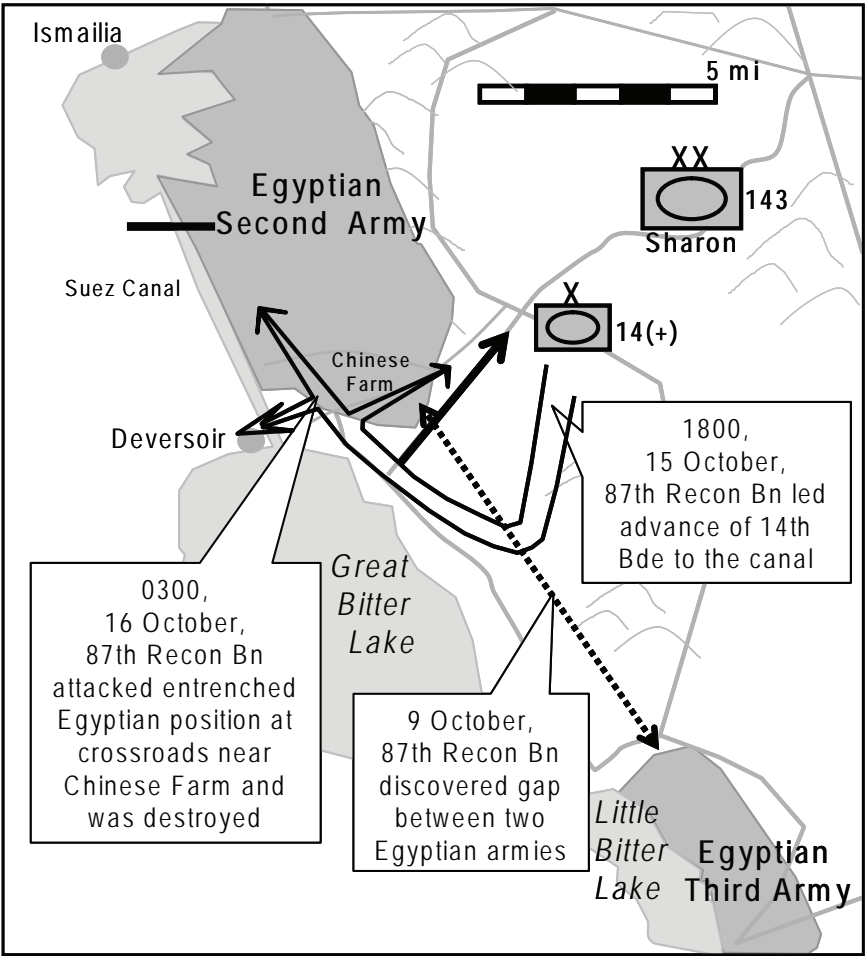 Ismailia
5 mi
XX
143
Sharon
Egyptian
Second Army
Suez Canal
X
14(+)
Chinese
Farm
Deversoir
1800,
15 October,
87th Recon Bn led
advance of 14th
Bde to the canal
Great
Bitter
Lake
0300,
16 October,
87th Recon Bn
attacked entrenched
Egyptian position at
crossroads near
Chinese Farm and
was destroyed
9 October,
87th Recon Bn
discovered gap
between two
Egyptian armies
Little
Bitter
Lake
Egyptian
Third Army